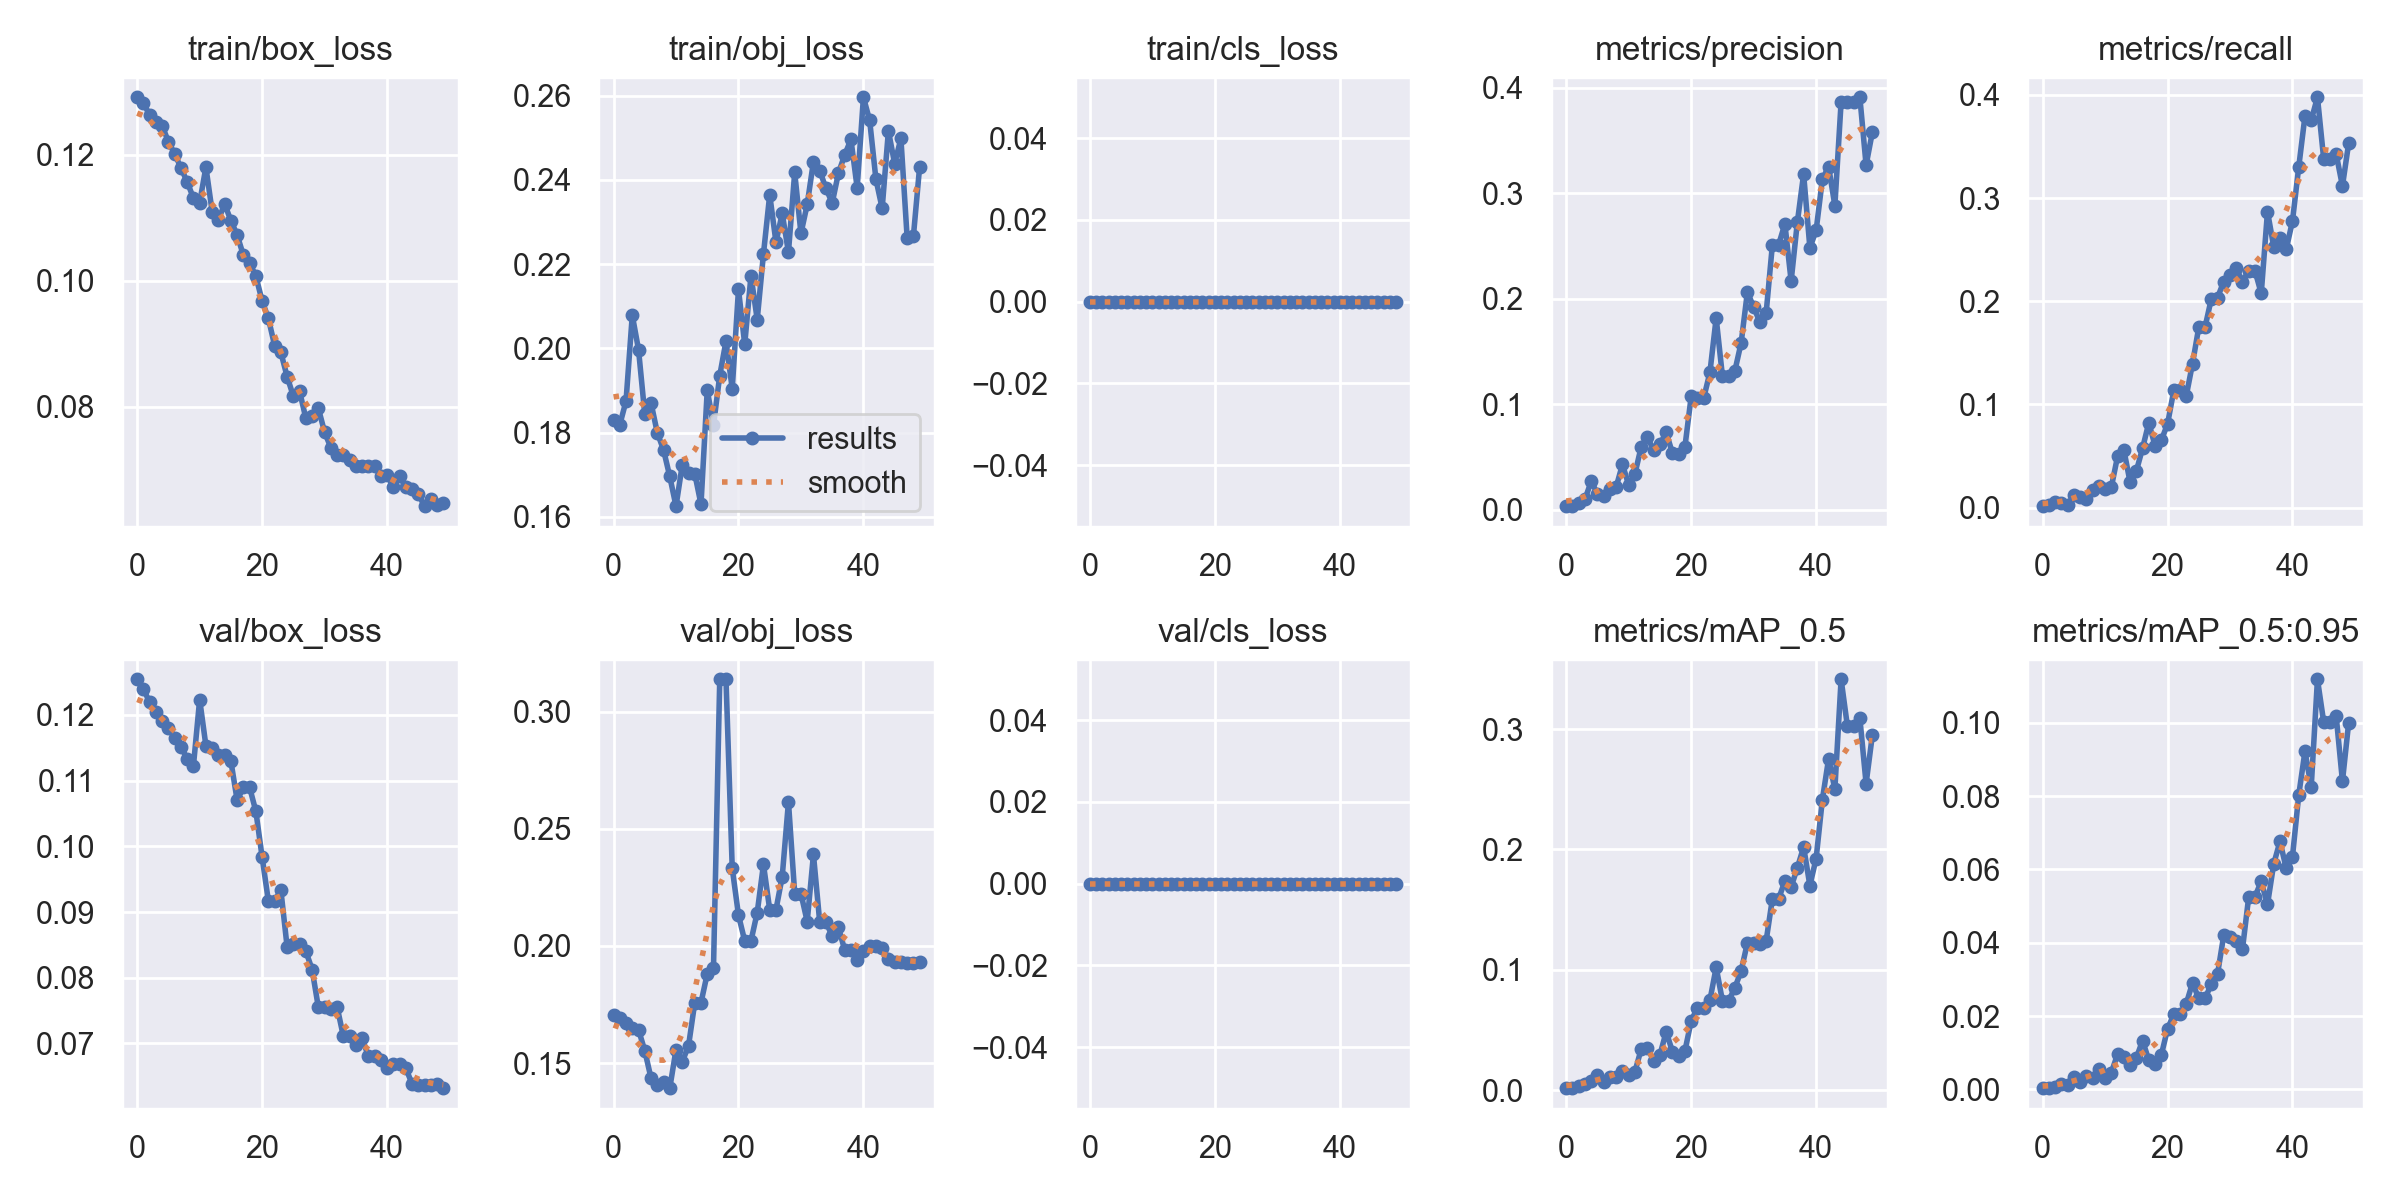 train/box_loss
0.12
0.10
0.08
0 20 40
train/obj_loss
0.26
0.24
0.22
0.20
0.18
0.16
results
smooth
0 20 40
train/cls_loss
0.04
0.02
0.00
−0.02
−0.04
0 20 40
metrics/precision
0.4
0.3
0.2
0.1
0.0
0 20 40
metrics/recall
0.4
0.3
0.2
0.1
0.0
0 20 40
val/box_loss
0.12
0.11
0.10
0.09
0.08
0.07
0 20 40
val/obj_loss
0.30
0.25
0.20
0.15
0 20 40
val/cls_loss
0.04
0.02
0.00
−0.02
−0.04
0 20 40
metrics/mAP_0.5
0.3
0.2
0.1
0.0
0 20 40
metrics/mAP_0.5:0.95
0.10
0.08
0.06
0.04
0.02
0.00
0 20 40